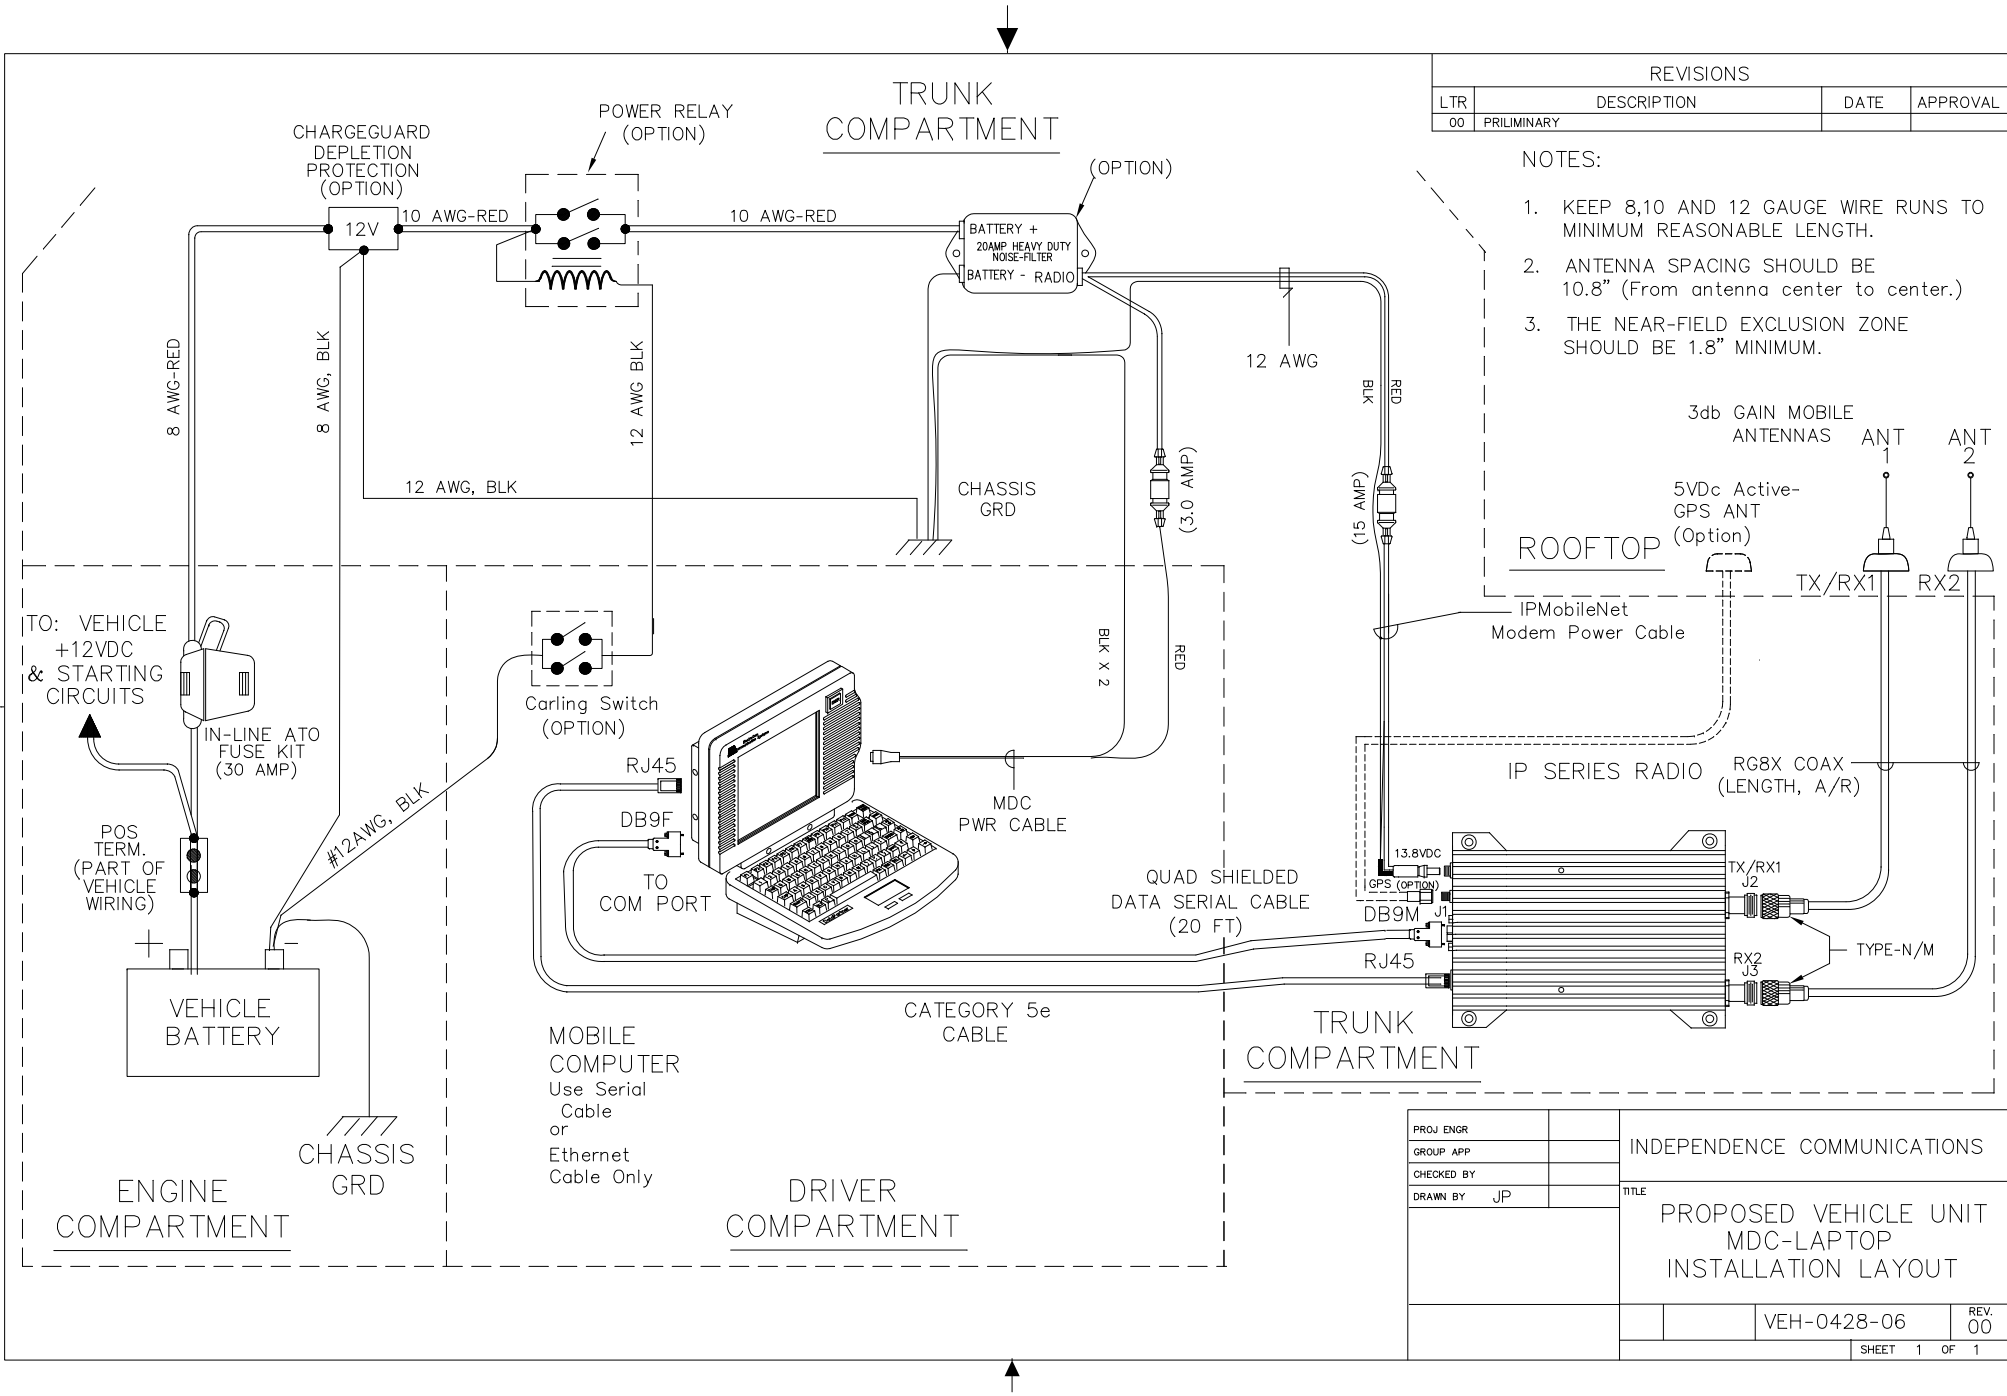 TRUNK
COMPARTMENT
REVISIONS
LTR DESCRIPTION DATE APPROVAL
00 PRILIMINARY
NOTES:
1. KEEP 8,10 AND 12 GAUGE WIRE RUNS TO
MINIMUM REASONABLE LENGTH.
2. ANTENNA SPACING SHOULD BE
10.8" (From antenna center to center.)
3. THE NEAR-FIELD EXCLUSION ZONE
SHOULD BE 1.8" MINIMUM.
CHARGEGUARD
DEPLETION
PROTECTION
(OPTION)
12V
POWER RELAY
(OPTION)
10 AWG-RED
10 AWG-RED
(OPTION)
BATTERY +
20AMP HEAVY DUTY
NOISE-FILTER
BATTERY - RADIO
8 AWG-RED
8 AWG, BLK
12 AWG BLK
12 AWG, BLK
CHASSIS
GRD
12 AWG
BLK
RED
(3.0 AMP)
(15 AMP)
3db GAIN MOBILE
ANTENNAS
ANT
1
ANT
2
5VDc Active-
GPS ANT
(Option)
ROOFTOP
TX/RX1
RX2
IPMobileNet
Modem Power Cable
TO: VEHICLE
+12VDC
& STARTING
CIRCUITS
IN-LINE ATO
FUSE KIT
(30 AMP)
Carling Switch
(OPTION)
BLK X 2
RED
POS
TERM.
(PART OF
VEHICLE
WIRING)
#12AWG, BLK
RJ45
DB9F
TO
COM PORT
MDC
PWR CABLE
IP SERIES RADIO
RG8X COAX
(LENGTH, A/R)
13.8VDC
GPS (OPTION)
DB9M J1
TX/RX1
J2
QUAD SHIELDED
DATA SERIAL CABLE
(20 FT)
RJ45
RX2
J3
TYPE-N/M
+
-
VEHICLE
BATTERY
CATEGORY 5e
CABLE
MOBILE
COMPUTER
Use Serial
Cable
or
Ethernet
Cable Only
TRUNK
COMPARTMENT
CHASSIS
GRD
ENGINE
COMPARTMENT
DRIVER
COMPARTMENT
PROJ ENGR
GROUP APP
CHECKED BY
DRAWN BY JP
INDEPENDENCE COMMUNICATIONS
TITLE
PROPOSED VEHICLE UNIT
MDC-LAPTOP
INSTALLATION LAYOUT
VEH-0428-06
REV.
00
SHEET 1 OF 1